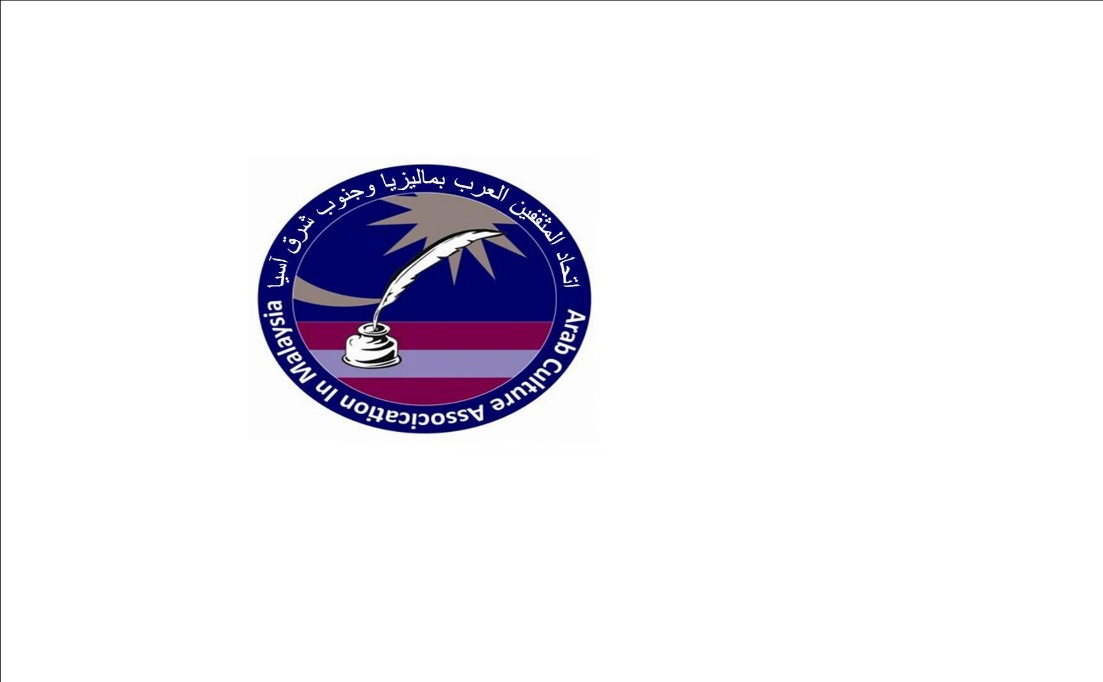 اتحاد المثقفين العرب بماليزيا وجنوب شرق آسيا
Arab Culture Assocication In Malaysia